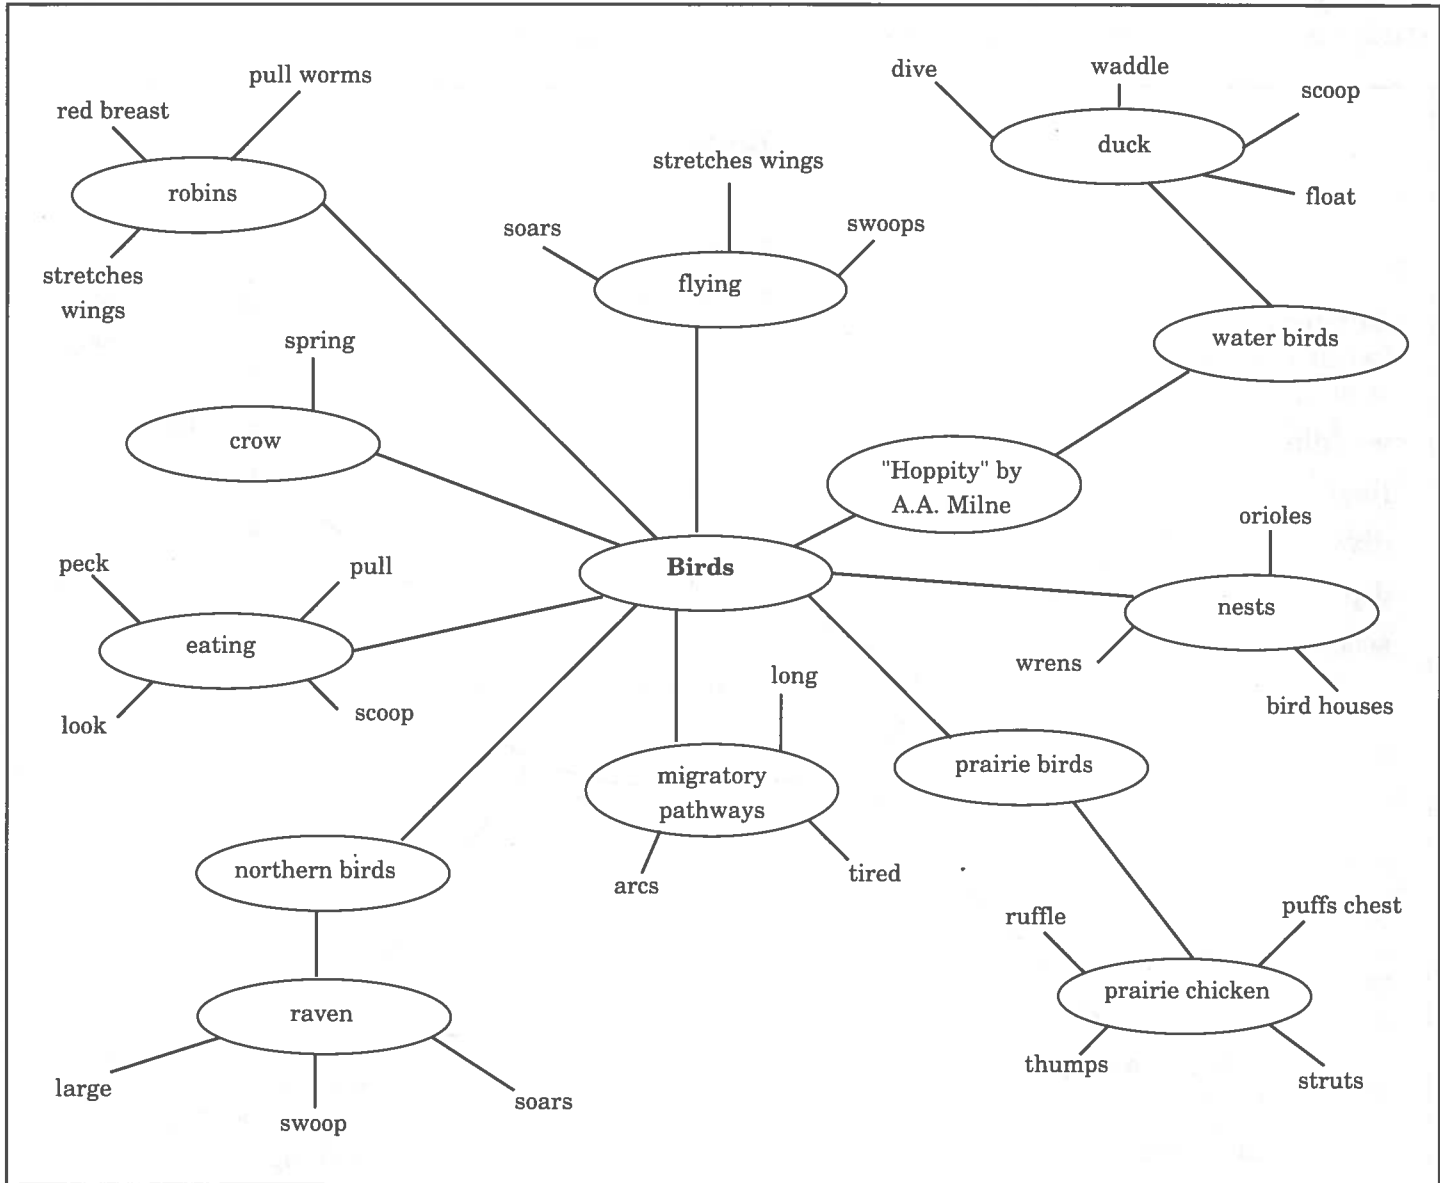 pull worms
red breast
robins
stretches
wings
stretches wings
soars
swoops
flying
dive
waddle
scoop
duck
float
water birds
spring
crow
"Hoppity" by
A.A. Milne
Birds
orioles
nests
wrens
bird houses
peck
pull
eating
look
scoop
long
migratory
pathways
arcs
tired
prairie birds
northern birds
raven
large
swoop
soars
ruffle
puffs chest
prairie chicken
thumps
struts